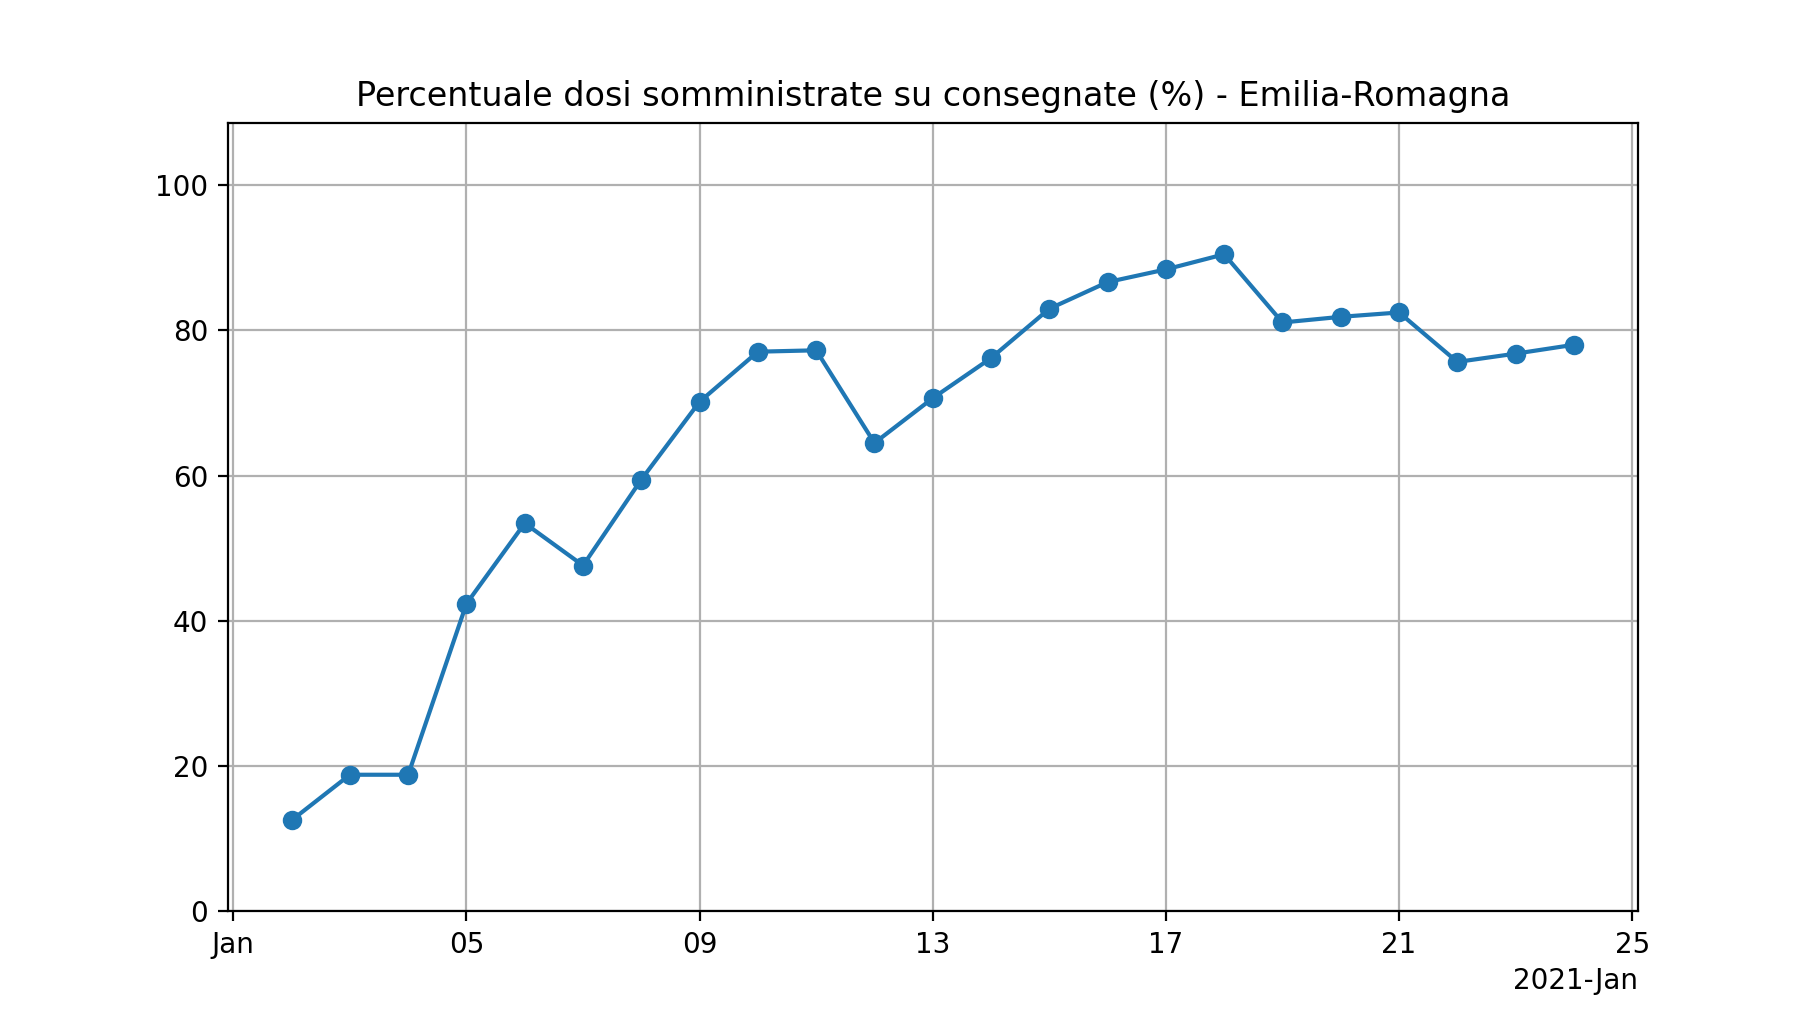 Percentuale dosi somministrate su consegnate (%) - Emilia-Romagna
100
80
60
40
20
0
Jan 05 09 13 17 21 25
2021-Jan